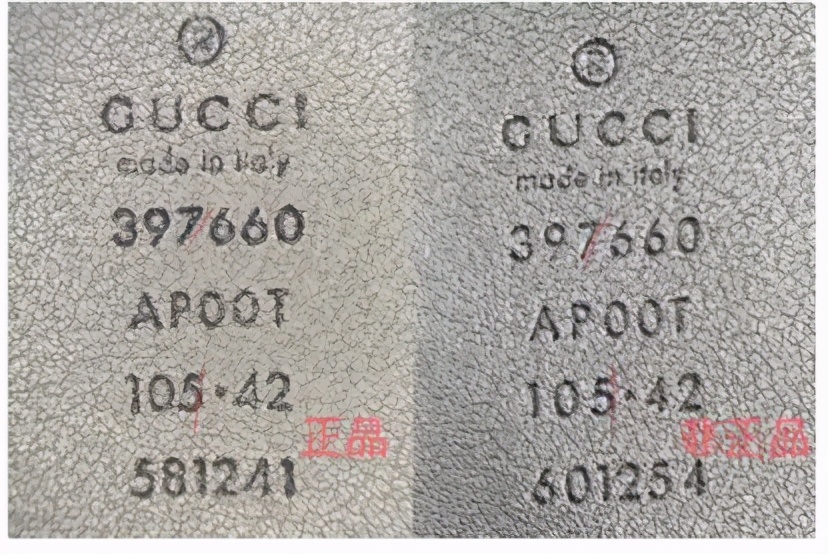 GUCCI
made in italy
397660
AP00T
105·42
正品
581241
GUCCI
made in italy
397660
AP00T
105·42
非正品
601254